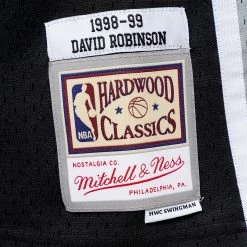 1998-99
DAVID ROBINSON
HARDWOOD
NBA
CLASSICS
NOSTALGIA CO.
Mitchell & Ness
PHILADELPHIA, PA.
HWC SWINGMAN